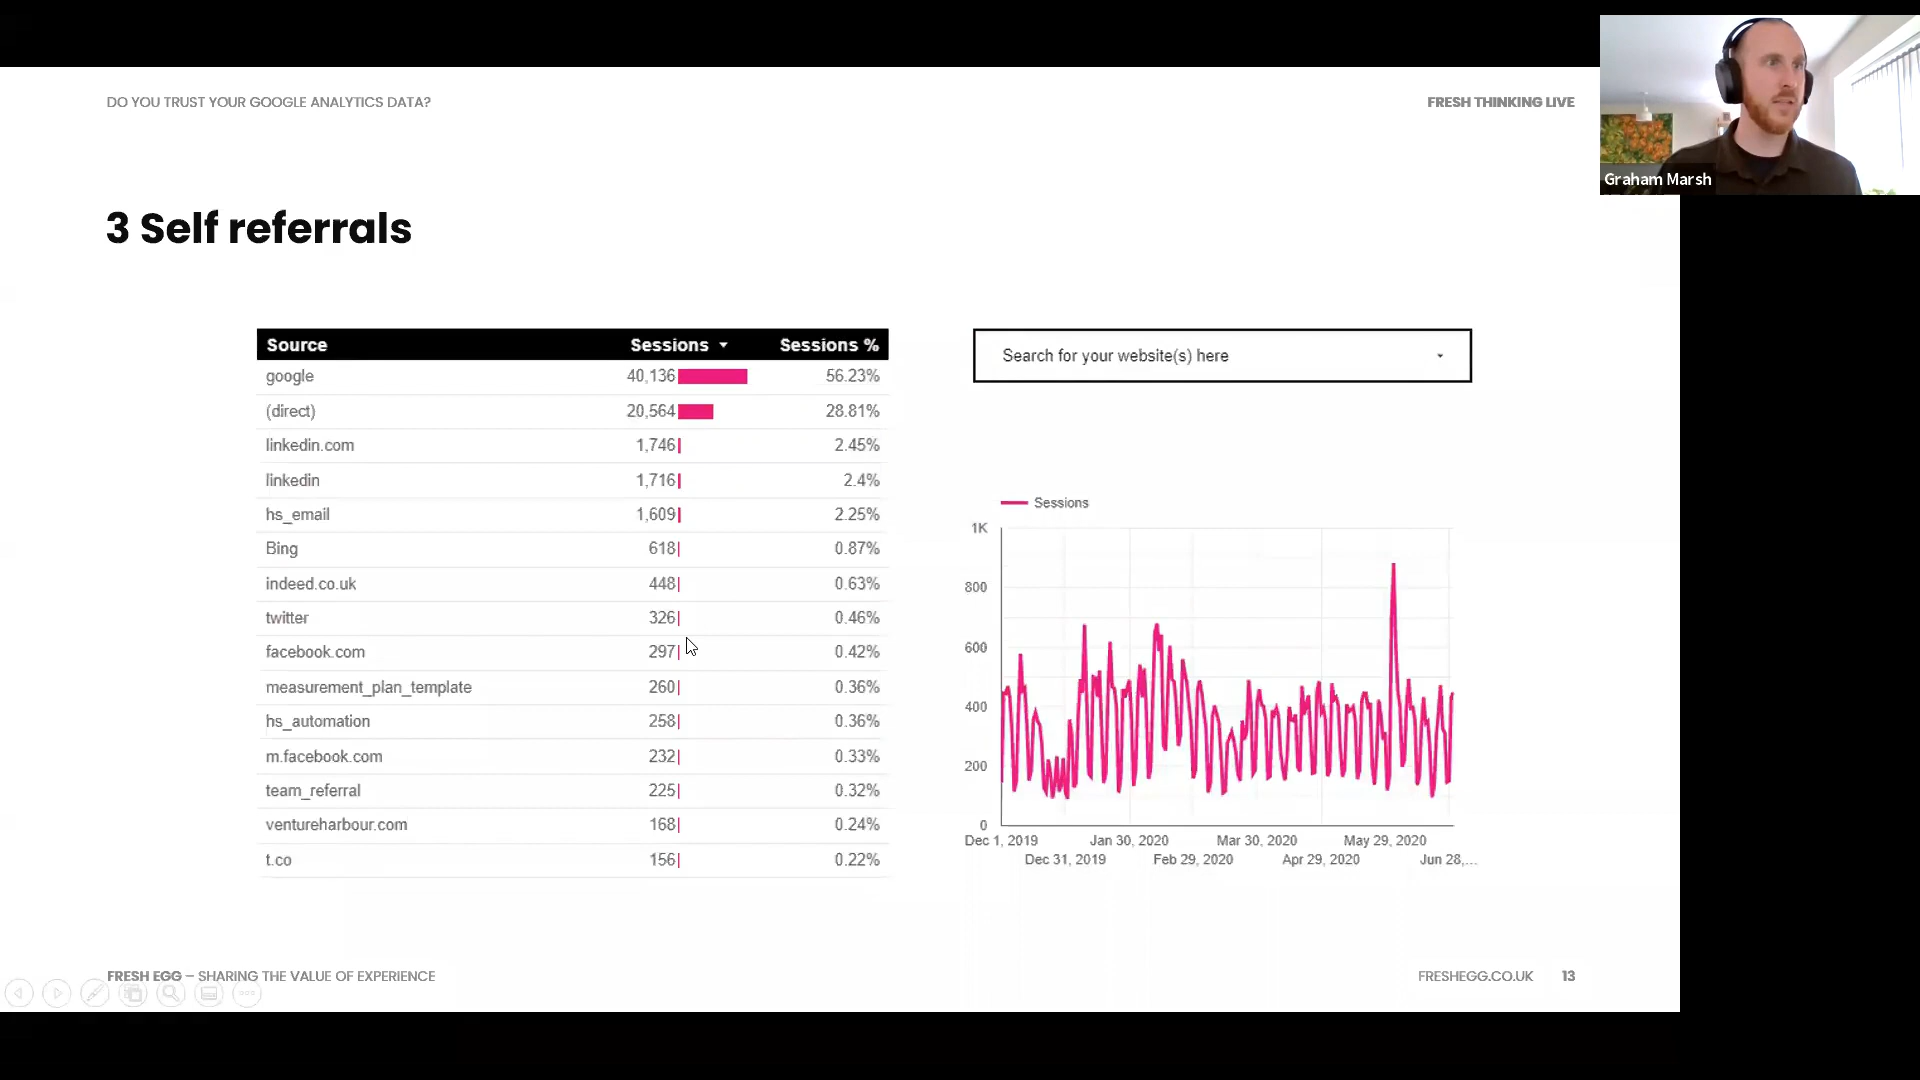 DO YOU TRUST YOUR GOOGLE ANALYTICS DATA?
FRESH THINKING LIVE
Graham Marsh
3 Self referrals
Source Sessions Sessions %
google 40,136 56.23%
(direct) 20,564 28.81%
linkedin.com 1,746 2.45%
linkedin 1,716 2.4%
hs_email 1,609 2.25%
Bing 618 0.87%
indeed.co.uk 448 0.63%
twitter 326 0.46%
facebook.com 297 0.42%
measurement_plan_template 260 0.36%
hs_automation 258 0.36%
m.facebook.com 232 0.33%
team_referral 225 0.32%
ventureharbour.com 168 0.24%
t.co 156 0.22%
Search for your website(s) here
Sessions
1K
800
600
400
200
0
Dec 1, 2019 Jan 30, 2020 Mar 30, 2020 May 29, 2020
Dec 31, 2019 Feb 29, 2020 Apr 29, 2020 Jun 28,...
FRESH EGG – SHARING THE VALUE OF EXPERIENCE
FRESHEGG.CO.UK 13